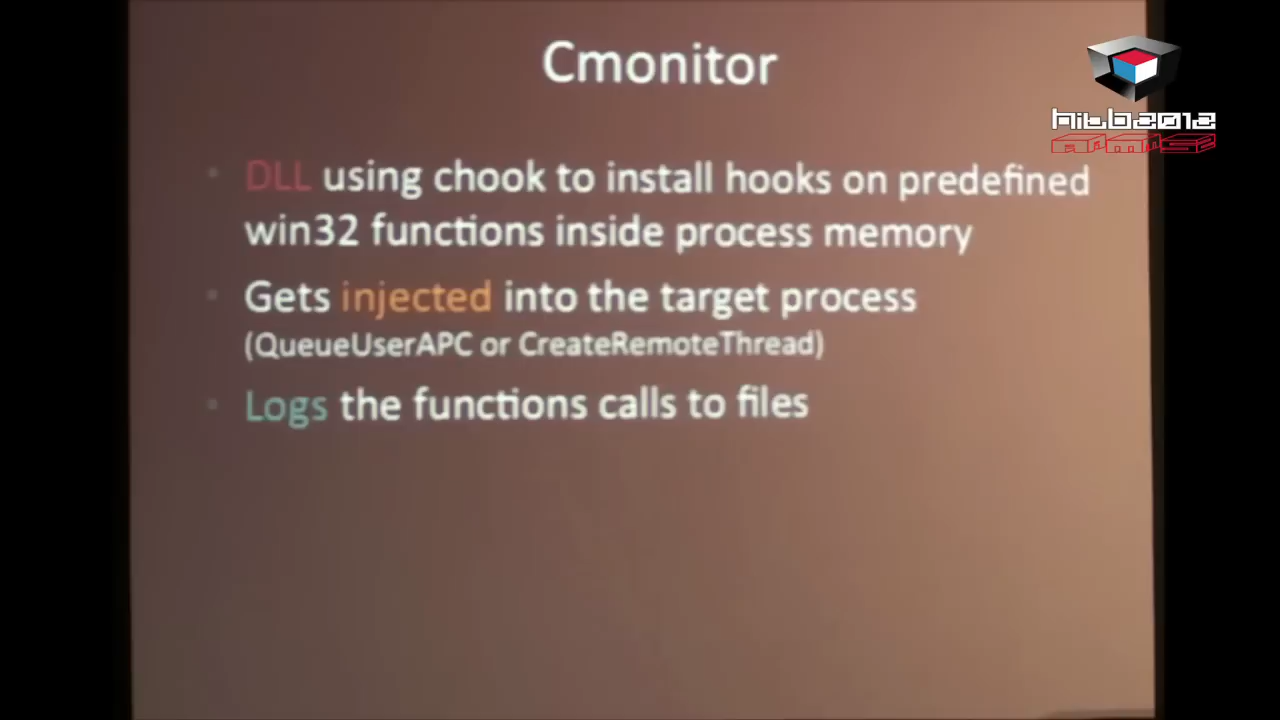 Cmonitor
hitb2012
amste
DLL using chook to install hooks on predefined
win32 functions inside process memory
Gets injected into the target process
(QueueUserAPC or CreateRemoteThread)
Logs the functions calls to files